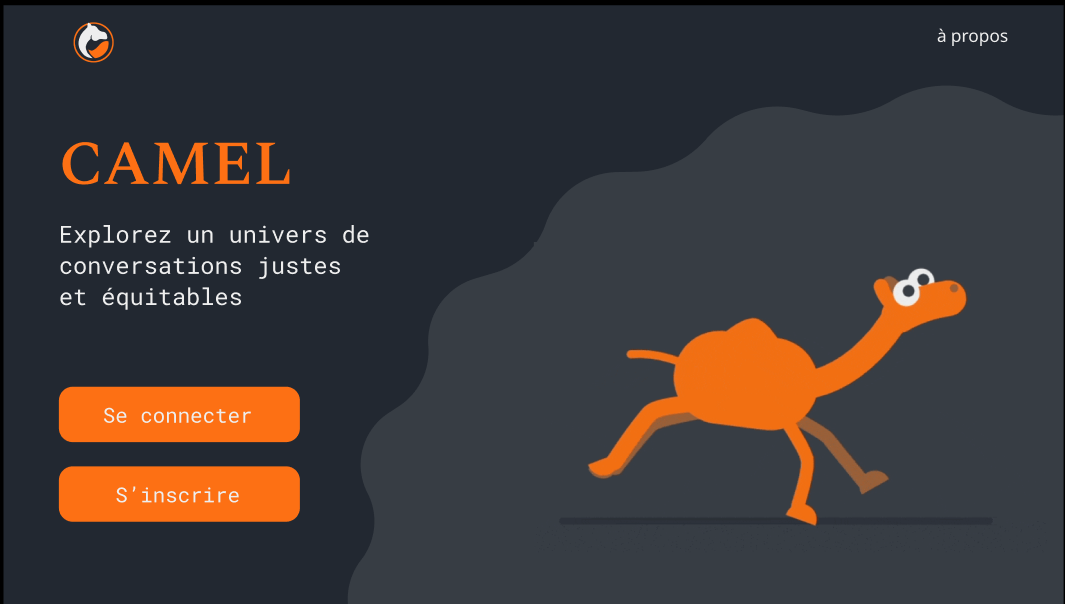 à propos
CAMEL
Explorez un univers de
conversations justes
et équitables
Se connecter
S'inscrire